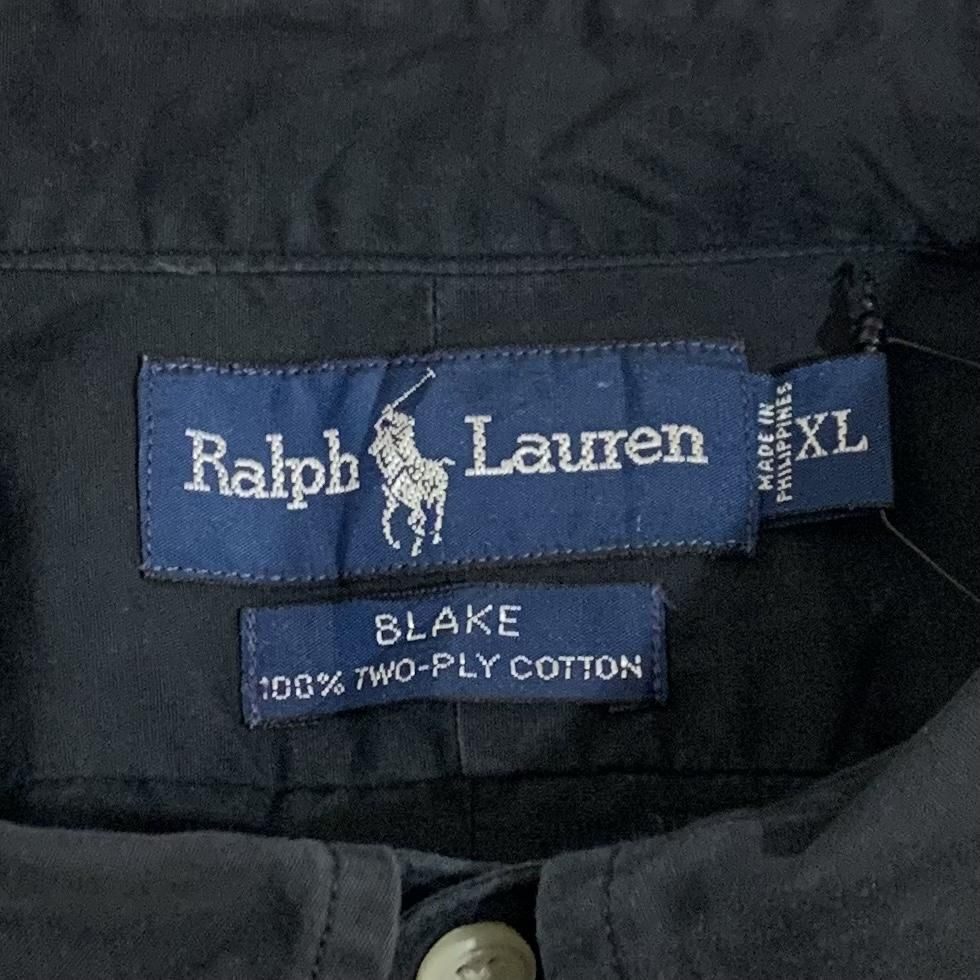 Ralph Lauren
MADE IN
PHILIPPINES
XL
BLAKE
100% TWO-PLY COTTON